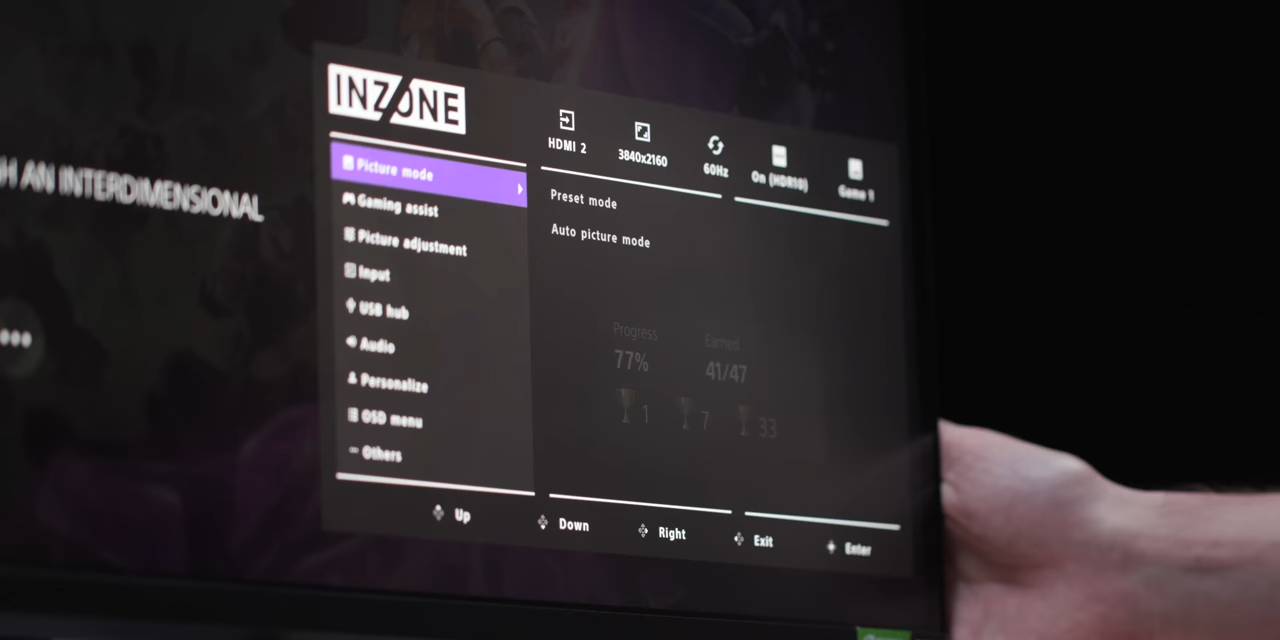 INZONE
HDMI 2
3840x2160
60Hz
On (HDR10)
Game 1
H AN INTERDIMENSIONAL
Picture mode
Gaming assist
Picture adjustment
Input
USB hub
Audio
Personalize
OSD menu
Others
Preset mode
Auto picture mode
Progress
Earned
77%
41/47
1
7
33
Up
Down
Right
Exit
Enter